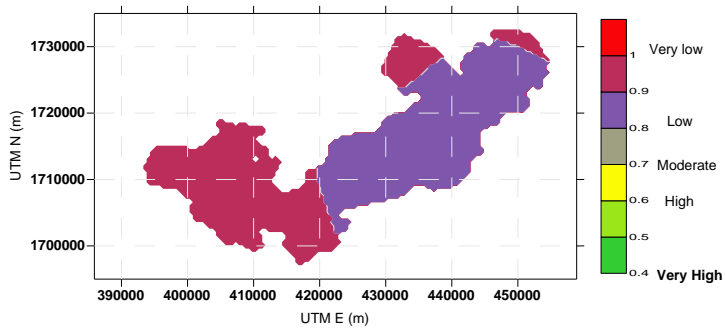 1730000
1720000
1710000
1700000
UTM N (m)
390000 400000 410000 420000 430000 440000 450000
UTM E (m)
Very low
1
0.9
Low
0.8
Moderate
0.7
High
0.6
0.5
0.4 Very High